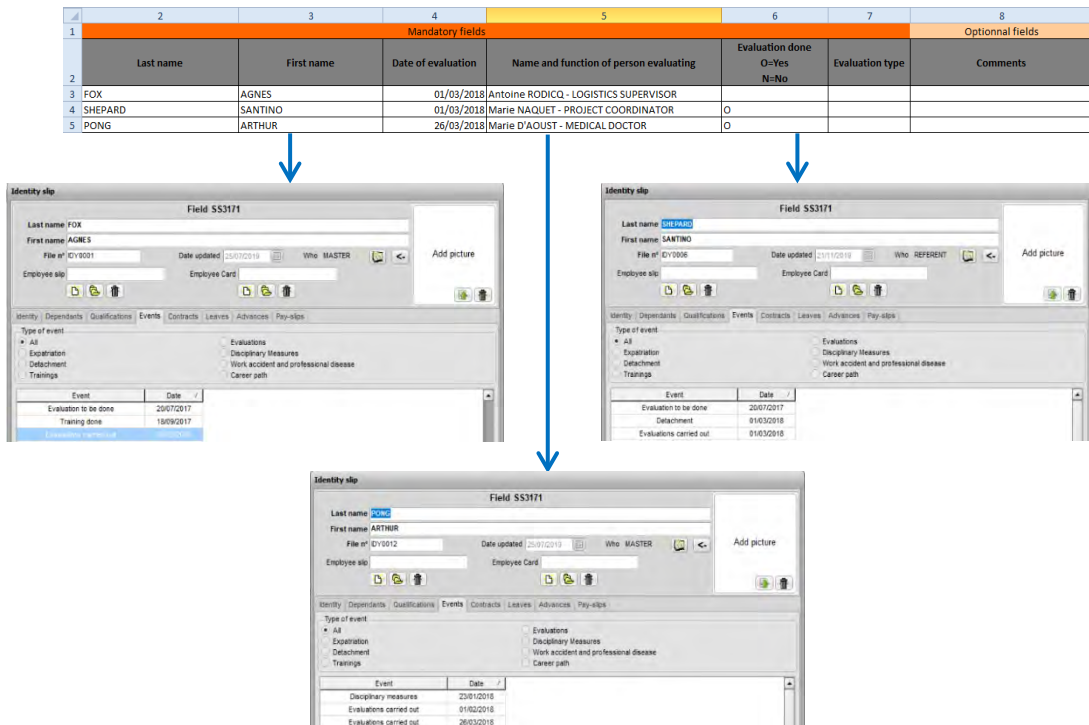 2 3 4 5 6 7 8
1 Mandatory fields Optionnal fields
2 Last name First name Date of evaluation Name and function of person evaluating Evaluation done O=Yes N=No Evaluation type Comments
3 FOX AGNES 01/03/2018 Antoine RODICQ - LOGISTICS SUPERVISOR
4 SHEPARD SANTINO 01/03/2018 Marie NAQUET - PROJECT COORDINATOR O
5 PONG ARTHUR 26/03/2018 Marie D'AOUST - MEDICAL DOCTOR O
Identity slip
Field SS3171
Last name FOX
First name AGNES
Add picture
File n° IDY0001 Date updated 25/07/2019 Who MASTER <-
Employee slip Employee Card
Identity Dependants Qualifications Events Contracts Leaves Advances Pay-slips
Type of event
All Evaluations
Expatriation Disciplinary Measures
Detachment Work accident and professional disease
Trainings Career path
Event Date /
Evaluation to be done 20/07/2017
Training done 18/09/2017
Evaluations carried out
Identity slip
Field SS3171
Last name SHEPARD
First name SANTINO
Add picture
File n° IDY0006 Date updated 21/11/2019 Who REFERENT <-
Employee slip Employee Card
Identity Dependants Qualifications Events Contracts Leaves Advances Pay-slips
Type of event
All Evaluations
Expatriation Disciplinary Measures
Detachment Work accident and professional disease
Trainings Career path
Event Date /
Evaluation to be done 20/07/2017
Detachment 01/03/2018
Evaluations carried out 01/03/2018
Identity slip
Field SS3171
Last name PONG
First name ARTHUR
Add picture
File n° IDY0012 Date updated 25/07/2019 Who MASTER <-
Employee slip Employee Card
Identity Dependants Qualifications Events Contracts Leaves Advances Pay-slips
Type of event
All Evaluations
Expatriation Disciplinary Measures
Detachment Work accident and professional disease
Trainings Career path
Event Date /
Disciplinary measures 23/01/2018
Evaluations carried out 01/02/2018
Evaluations carried out 26/03/2018